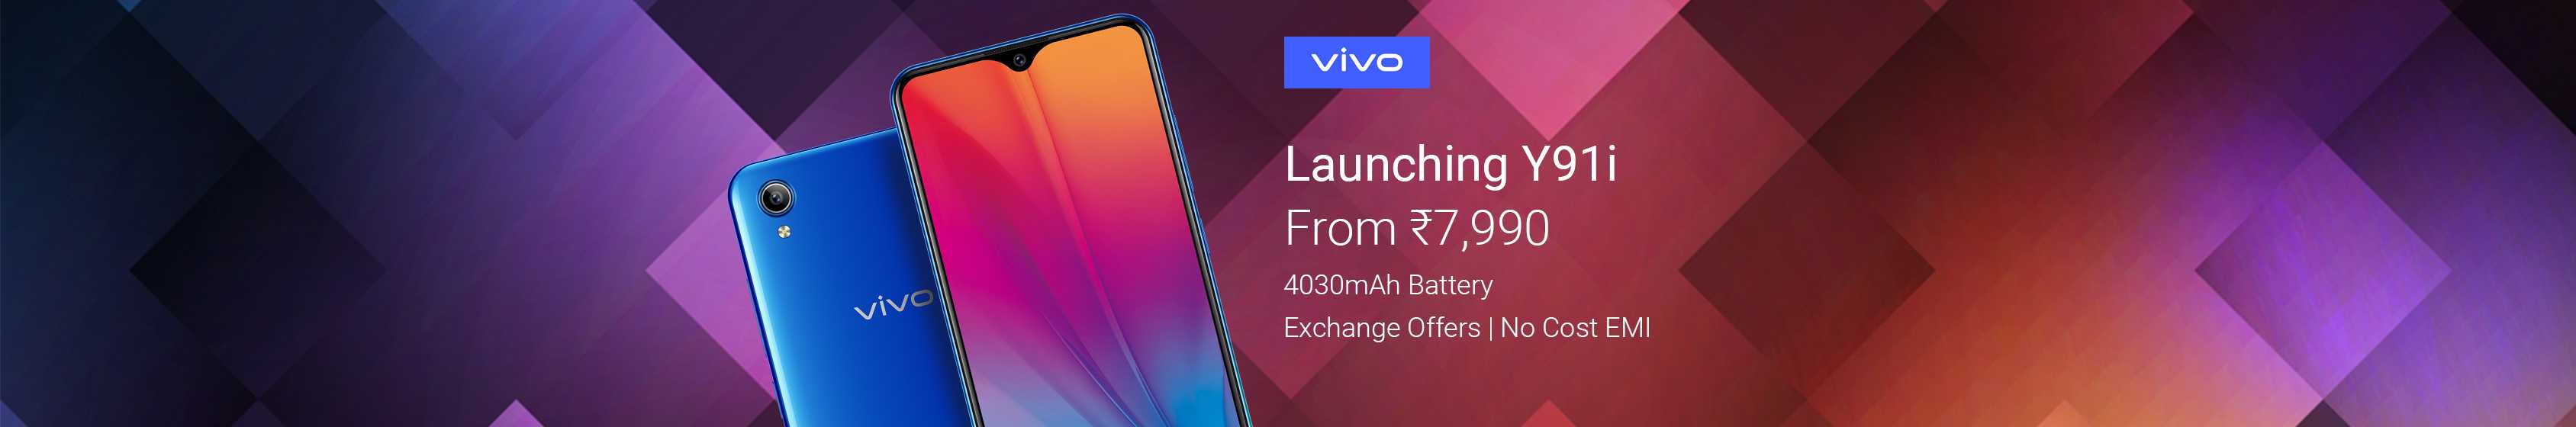 vivo
vivo
Launching Y91i
From ₹7,990
4030mAh Battery
Exchange Offers | No Cost EMI